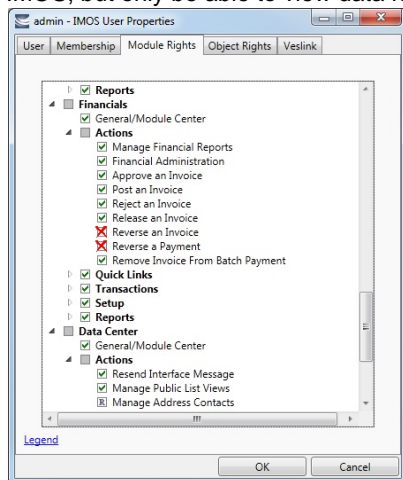 admin - IMOS User Properties
User Membership Module Rights Object Rights Veslink
Reports
Financials
General/Module Center
Actions
Manage Financial Reports
Financial Administration
Approve an Invoice
Post an Invoice
Reject an Invoice
Release an Invoice
Reverse an Invoice
Reverse a Payment
Remove Invoice From Batch Payment
Quick Links
Transactions
Setup
Reports
Data Center
General/Module Center
Actions
Resend Interface Message
Manage Public List Views
R Manage Address Contacts
Legend
OK Cancel